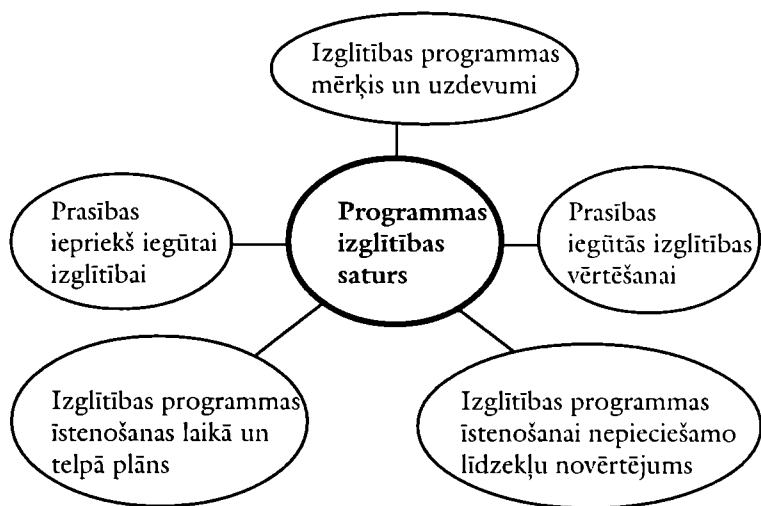 Izglītības programmas
mērķis un uzdevumi
Prasības
iepriekš iegūtai
izglītībai
Programmas
izglītības
saturs
Prasības
iegūtās izglītības
vērtēšanai
Izglītības programmas
īstenošanas laikā un
telpā plāns
Izglītības programmas
īstenošanai nepieciešamo
līdzekļu novērtējums